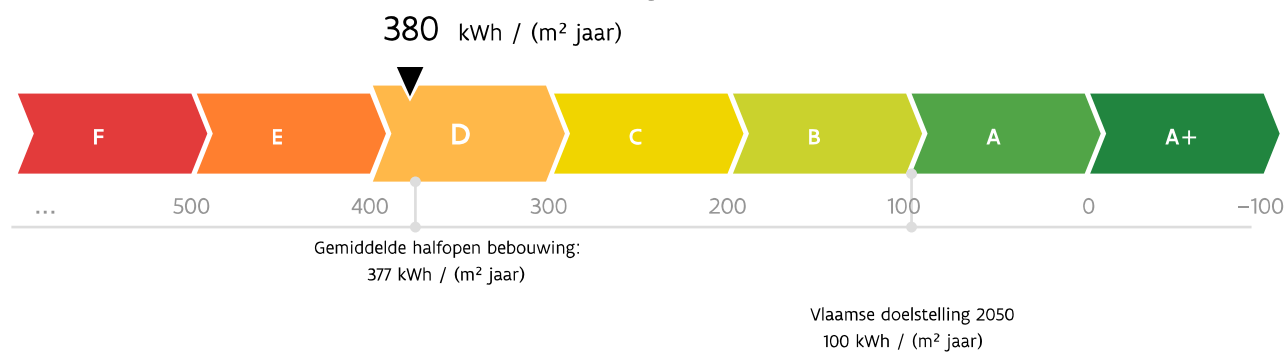 380 kWh / (m² jaar)
F E D C B A A+
... 500 400 300 200 100 0 −100
Gemiddelde halfopen bebouwing:
377 kWh / (m² jaar)
Vlaamse doelstelling 2050
100 kWh / (m² jaar)